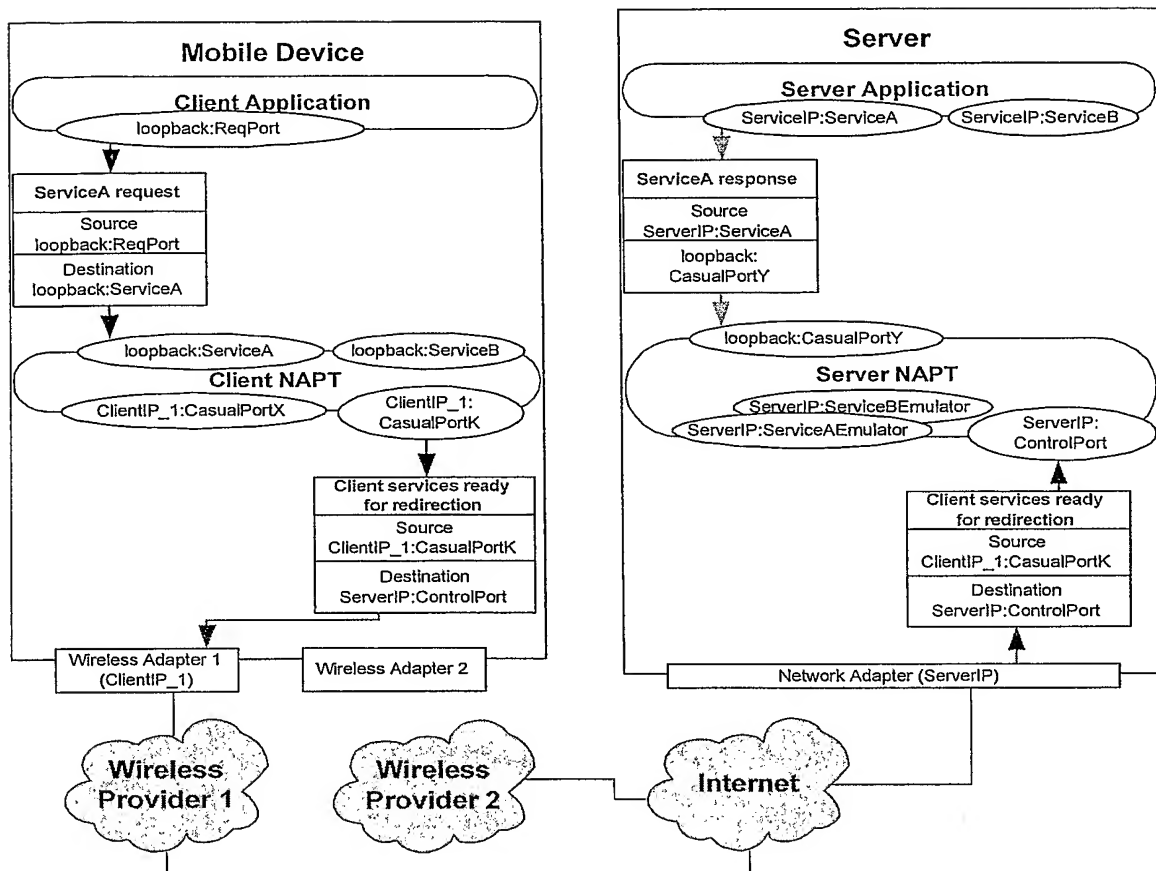 Mobile Device
Client Application
loopback:ReqPort
ServiceA request
Source
loopback:ReqPort
Destination
loopback:ServiceA
loopback:ServiceA
loopback:ServiceB
Client NAPT
ClientIP_1:CasualPortX
ClientIP_1:
CasualPortK
Client services ready
for redirection
Source
ClientIP_1:CasualPortK
Destination
ServerIP:ControlPort
Wireless Adapter 1
(ClientIP_1)
Wireless Adapter 2
Server
Server Application
ServiceIP:ServiceA
ServiceIP:ServiceB
ServiceA response
Source
ServerIP:ServiceA
loopback:
CasualPortY
loopback:CasualPortY
Server NAPT
ServerIP:ServiceBEmulator
ServerIP:ServiceAEmulator
ServerIP:
ControlPort
Client services ready
for redirection
Source
ClientIP_1:CasualPortK
Destination
ServerIP:ControlPort
Network Adapter (ServerIP)
Wireless
Provider 1
Wireless
Provider 2
Internet